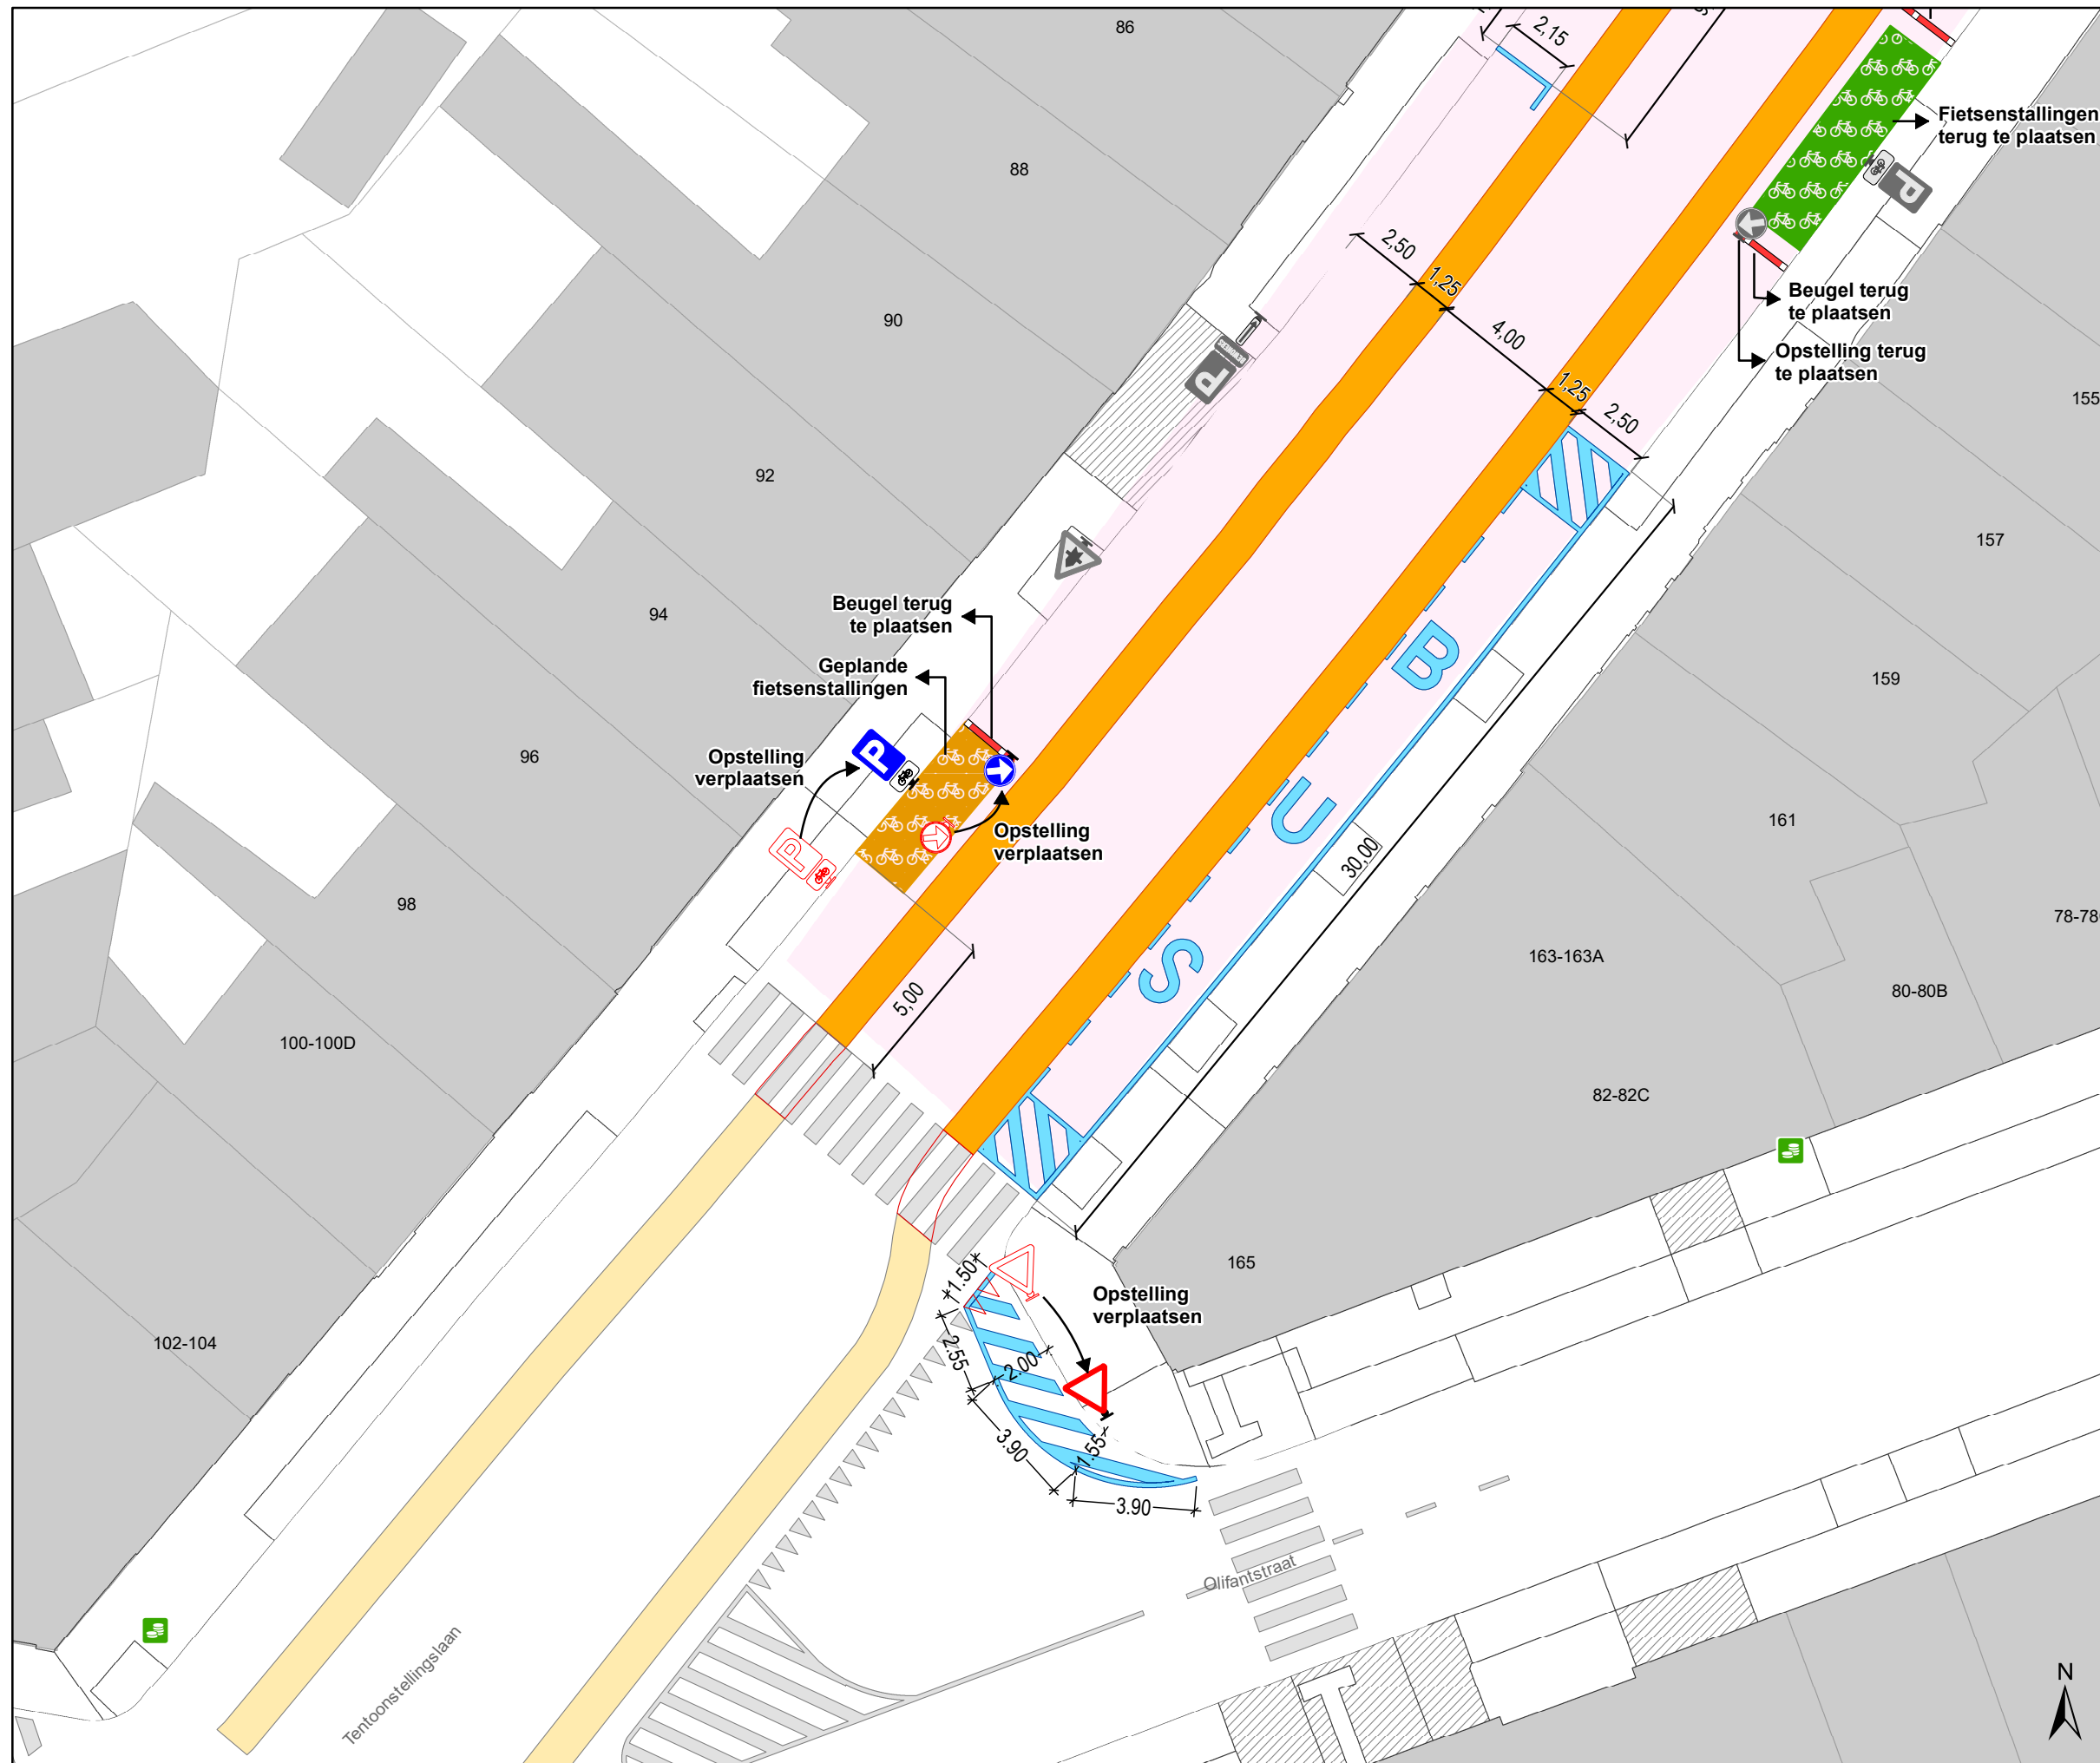 86
2,15
Fietsenstallingen
terug te plaatsen
88
P
2,50
1,25
4,00
1,25
2,50
Beugel terug
te plaatsen
Opstelling terug
te plaatsen
90
P
155
92
157
94
Beugel terug
te plaatsen
Geplande
fietsenstallingen
B
159
96
Opstelling
verplaatsen
P
U
161
Opstelling
verplaatsen
P
30,00
98
78-78
163-163A
S
80-80B
5,00
100-100D
82-82C
165
1.50
Opstelling
verplaatsen
102-104
2.55
2.00
3.90
1.55
3.90
Olifantstraat
Tentoonstellingslaan
N